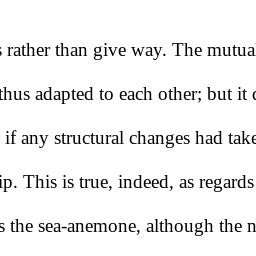 rather than give way. The mutual
thus adapted to each other; but it
if any structural changes had take
ip. This is true, indeed, as regards
s the sea-anemone, although the n